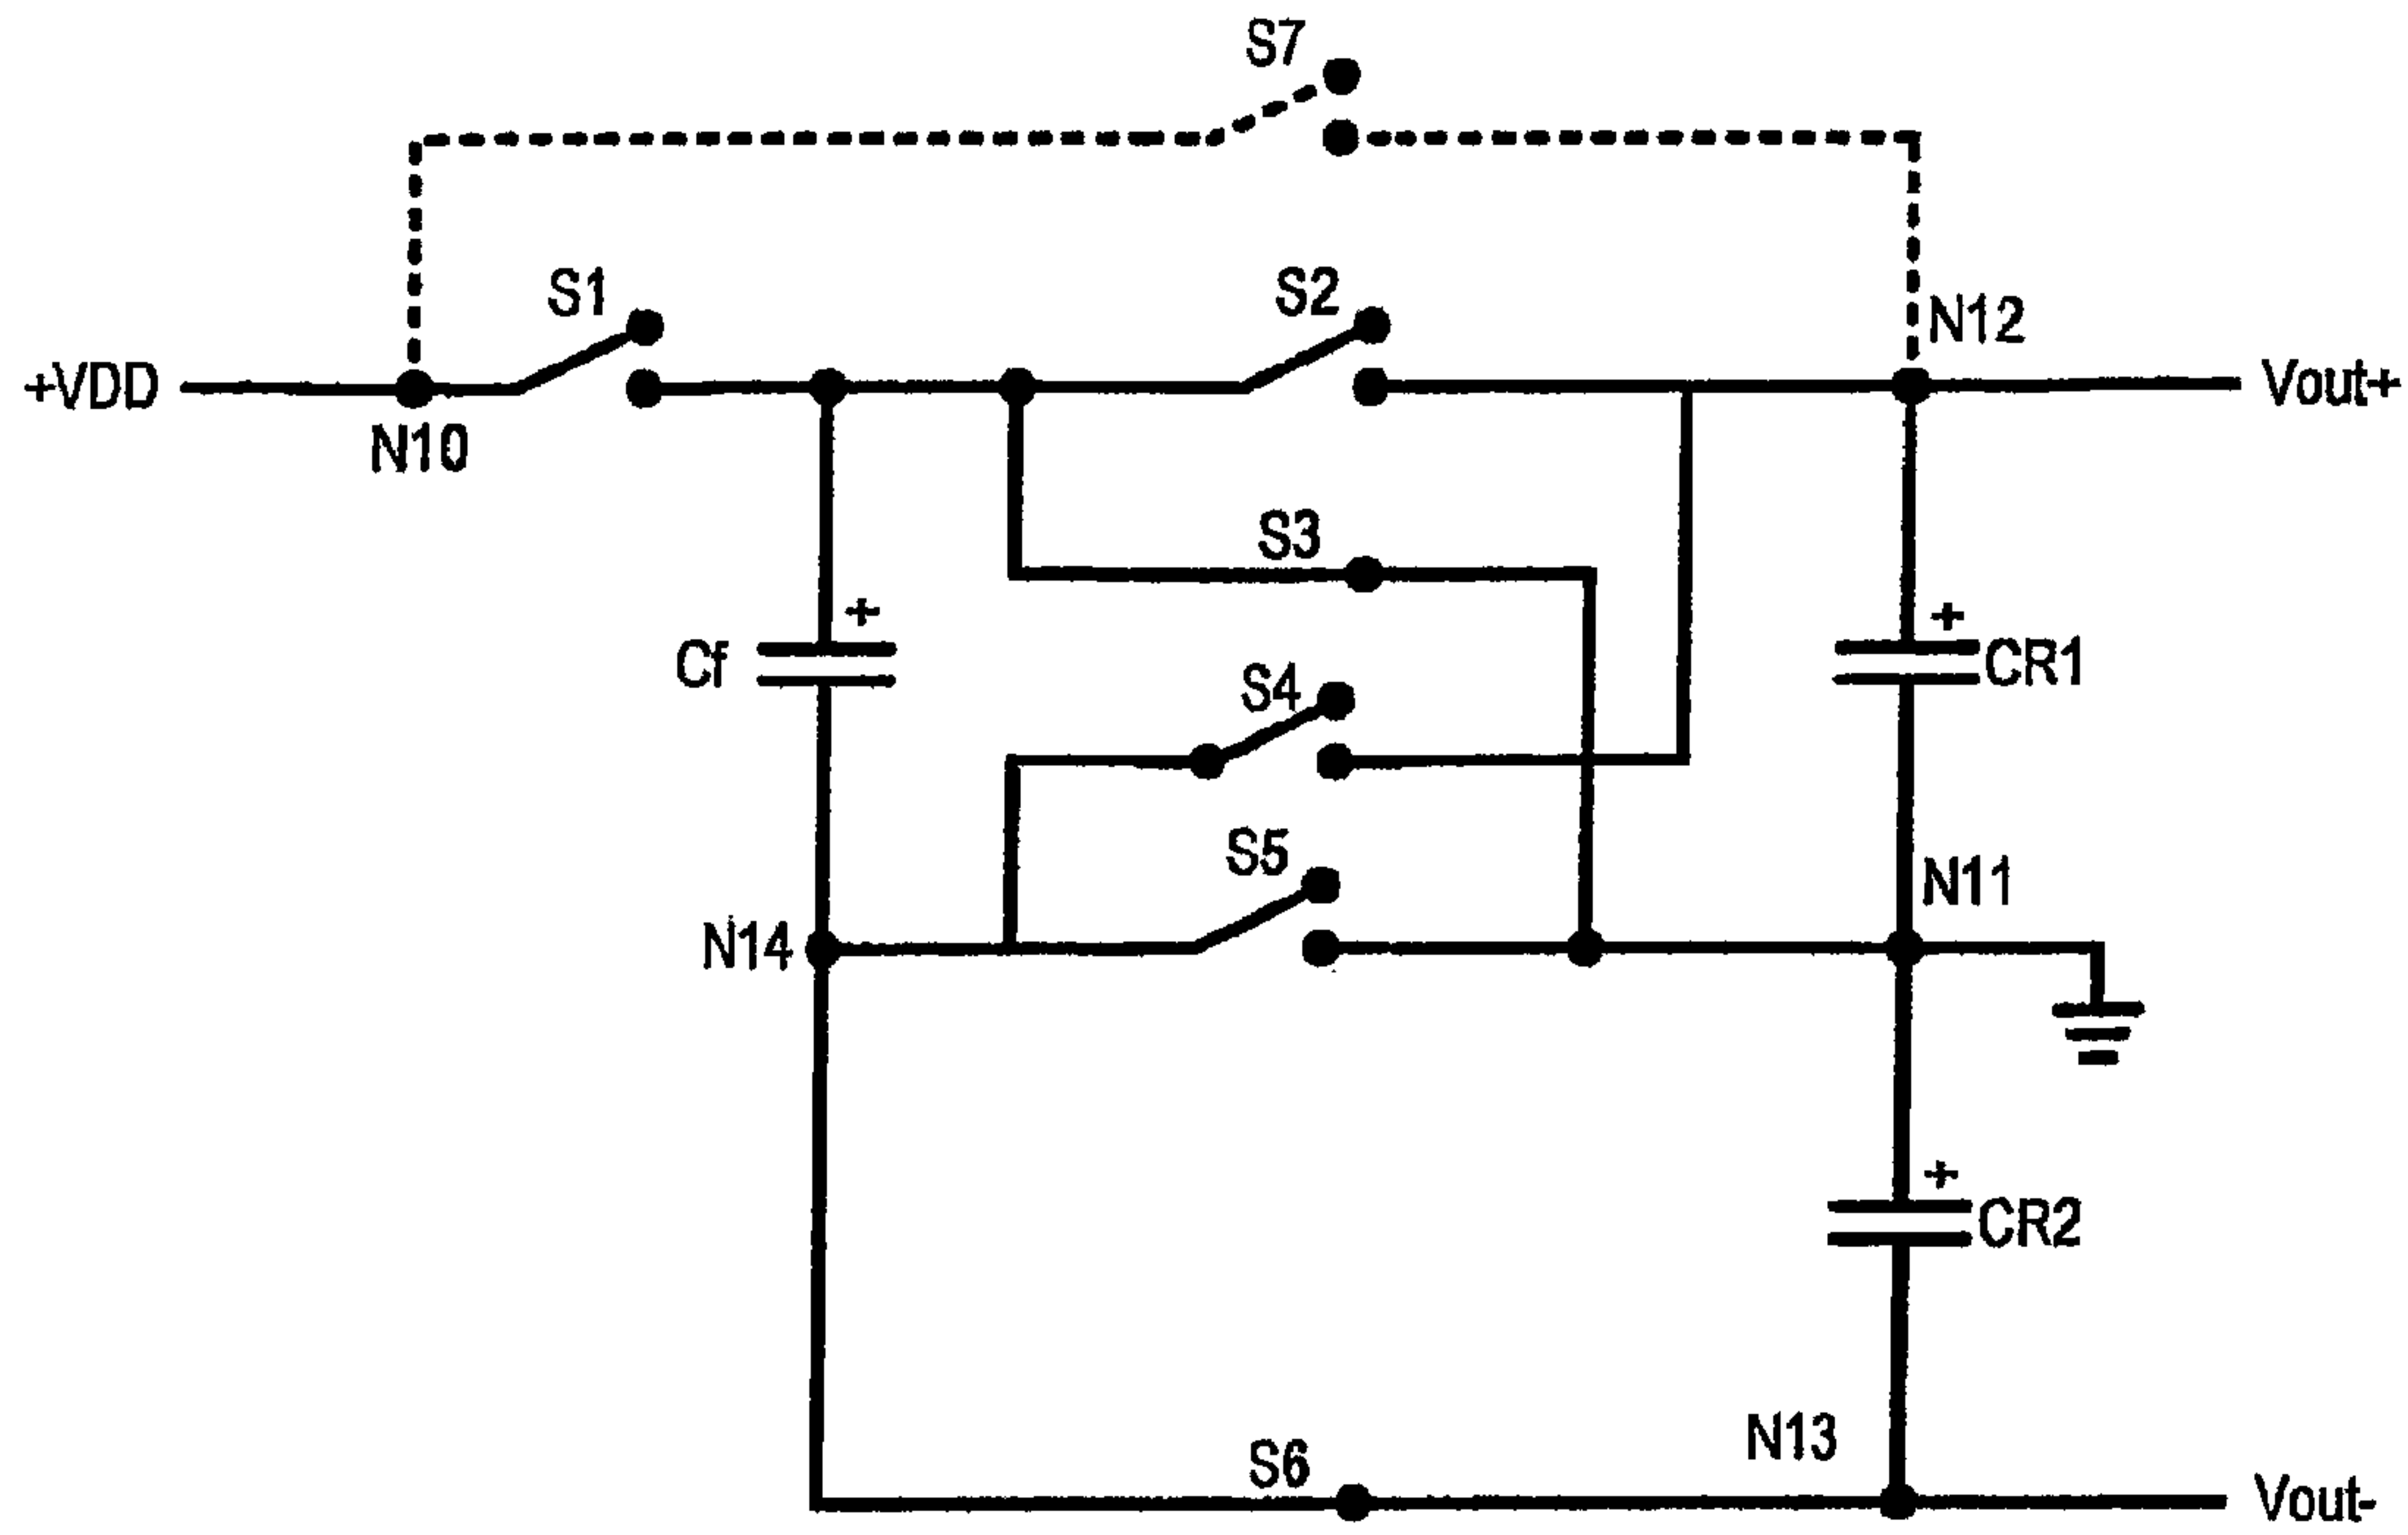 S7
S1
S2
N12
+VDD
Vout+
N10
S3
+
+
Cf
CR1
S4
S5
N11
N14
+
CR2
N13
S6
Vout-